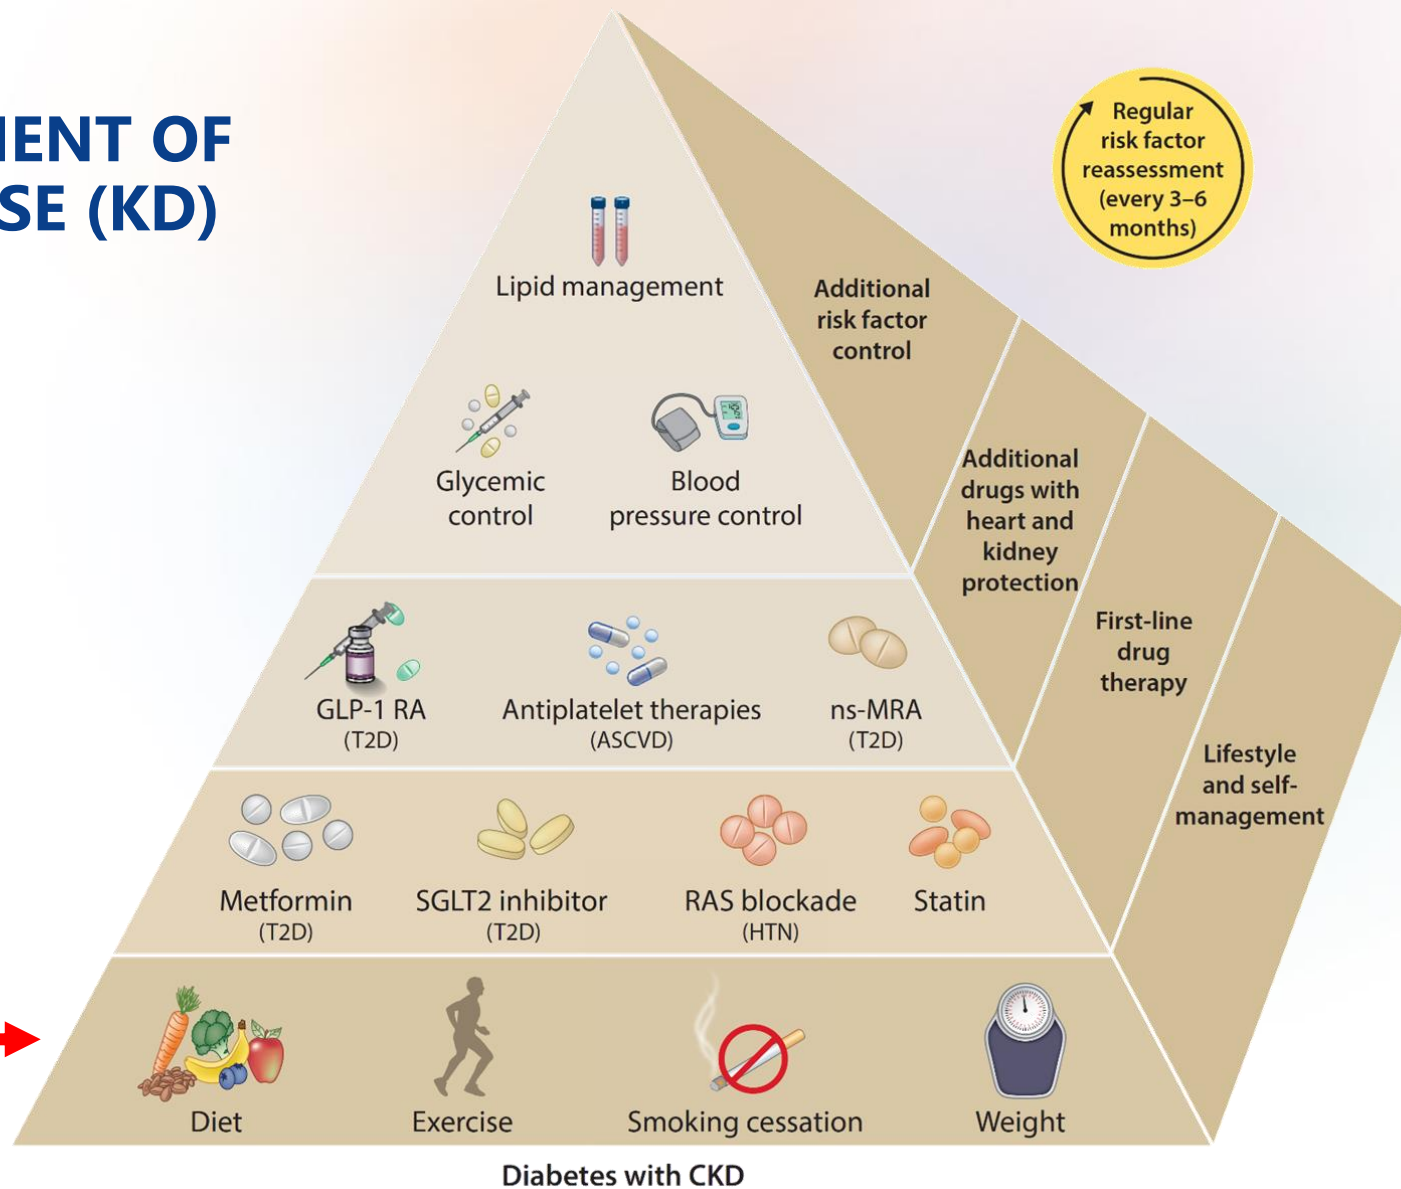 MENT OF
SE (KD)
Regular
risk factor
reassessment
(every 3–6
months)
Lipid management
Additional
risk factor
control
Glycemic
control
Blood
pressure control
Additional
drugs with
heart and
kidney
protection
GLP-1 RA
(T2D)
Antiplatelet therapies
(ASCVD)
ns-MRA
(T2D)
First-line
drug
therapy
Metformin
(T2D)
SGLT2 inhibitor
(T2D)
RAS blockade
(HTN)
Statin
Lifestyle
and self-
management
Diet
Exercise
Smoking cessation
Weight
Diabetes with CKD